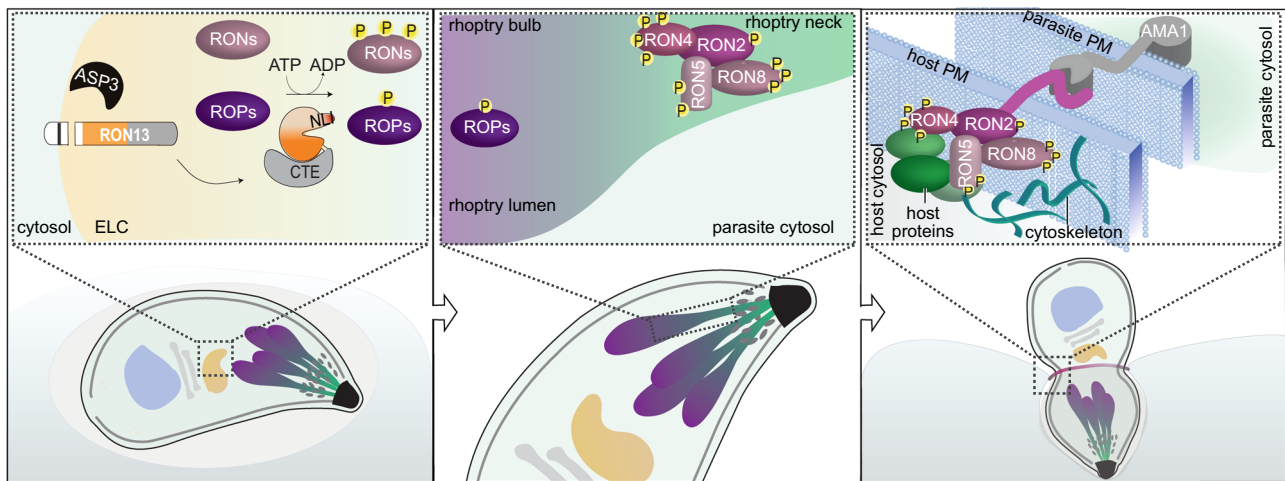 ASP3
RON13
RONs
ROPs
ATP
ADP
NL
CTE
P
P
P
RONs
P
ROPs
cytosol
ELC
rhoptry bulb
rhoptry neck
P
ROPs
P
P
P
P
P
RON4
RON2
P
RON5
RON8
P
P
P
P
P
rhoptry lumen
parasite cytosol
parasite PM
host PM
AMA1
parasite cytosol
P
P
P
P
P
RON4
RON2
P
RON5
RON8
P
P
P
P
P
host cytosol
host
proteins
cytoskeleton